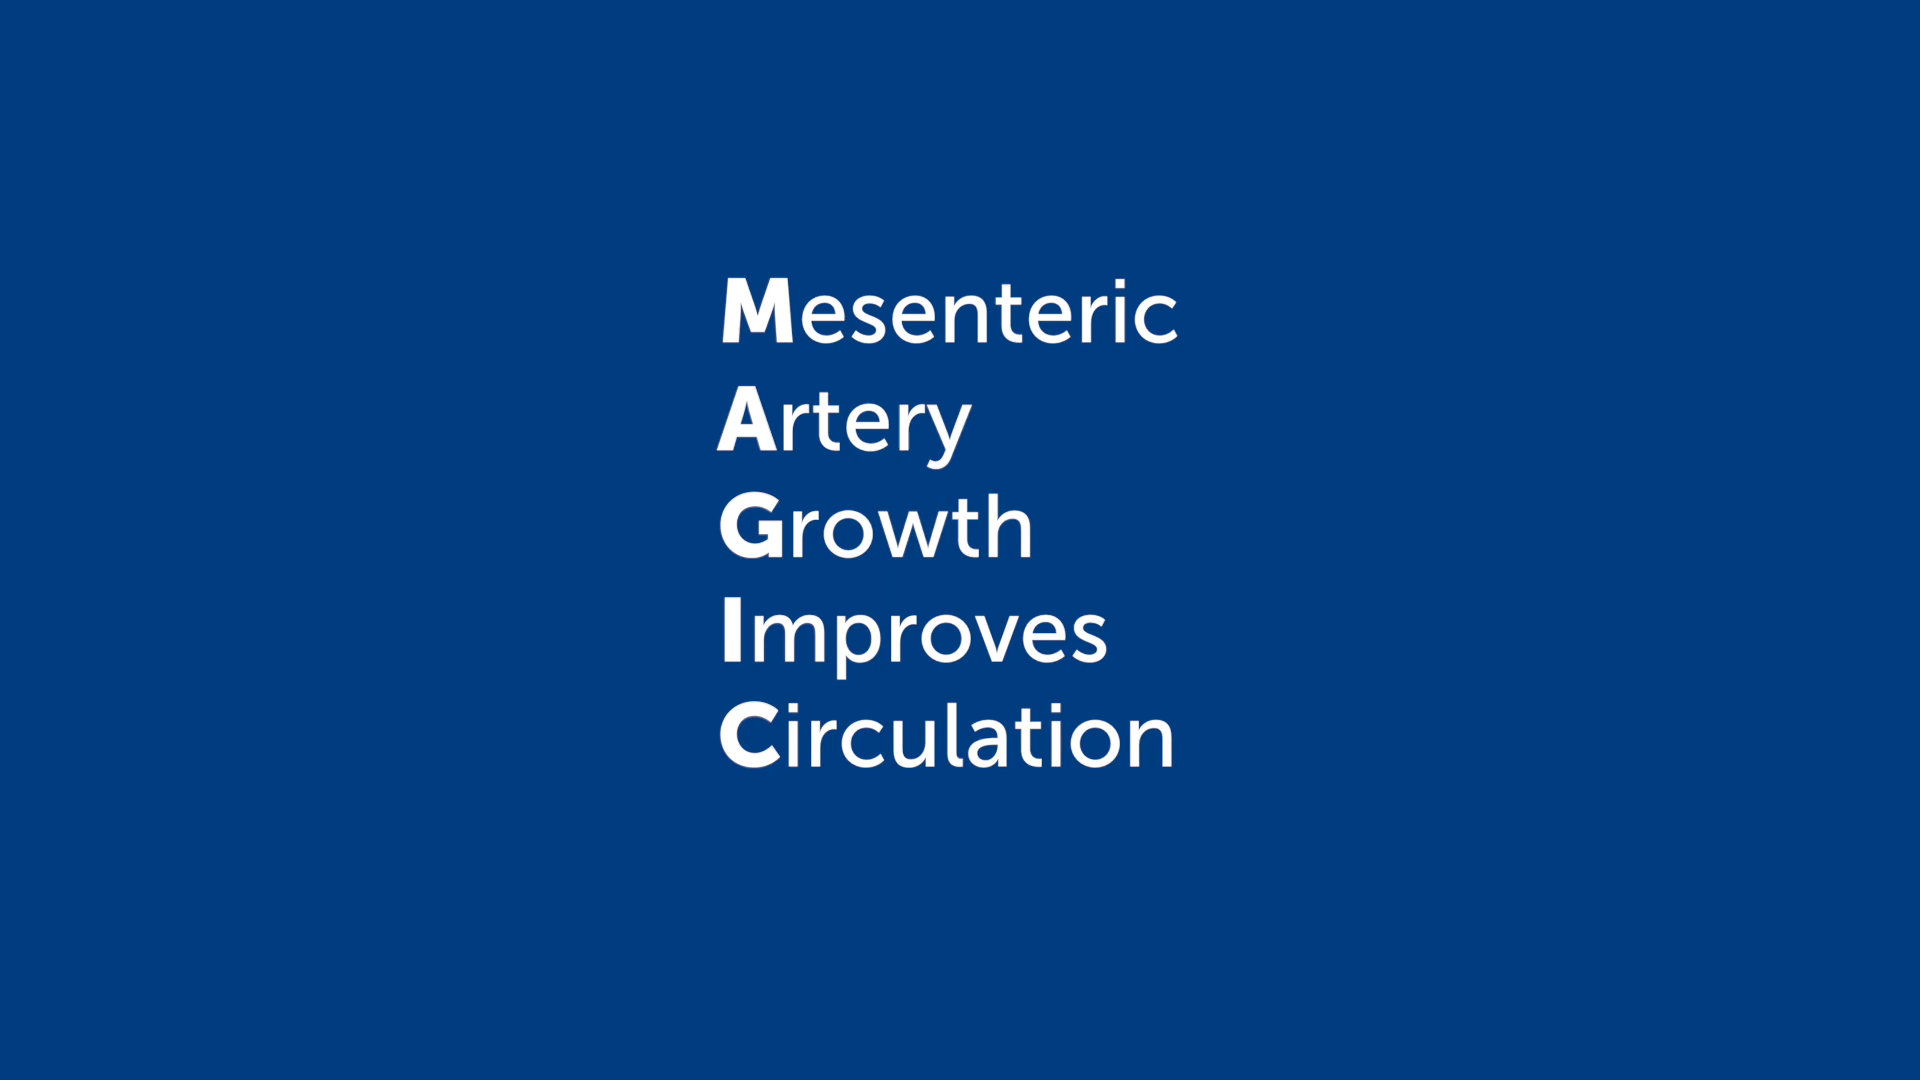 Mesenteric
Artery
Growth
Improves
Circulation